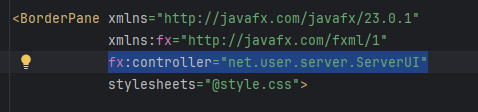 <BorderPane xmlns="http://javafx.com/javafx/23.0.1"
xmlns:fx="http://javafx.com/fxml/1"
fx:controller="net.user.server.ServerUI"
stylesheets="@style.css">